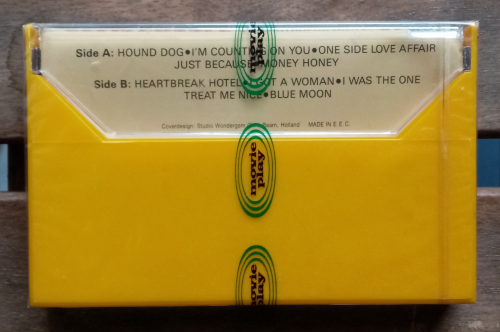 Side A: HOUND DOG•I'M COUNTING ON YOU•ONE SIDE LOVE AFFAIR
JUST BECAUSE•MONEY HONEY
Side B: HEARTBREAK HOTEL•I GOT A WOMAN•I WAS THE ONE
TREAT ME NICE•BLUE MOON
Coverdesign: Studio Wundergem Baarn, Holland MADE IN E.E.C.
movie
play
movie
play
movie
play